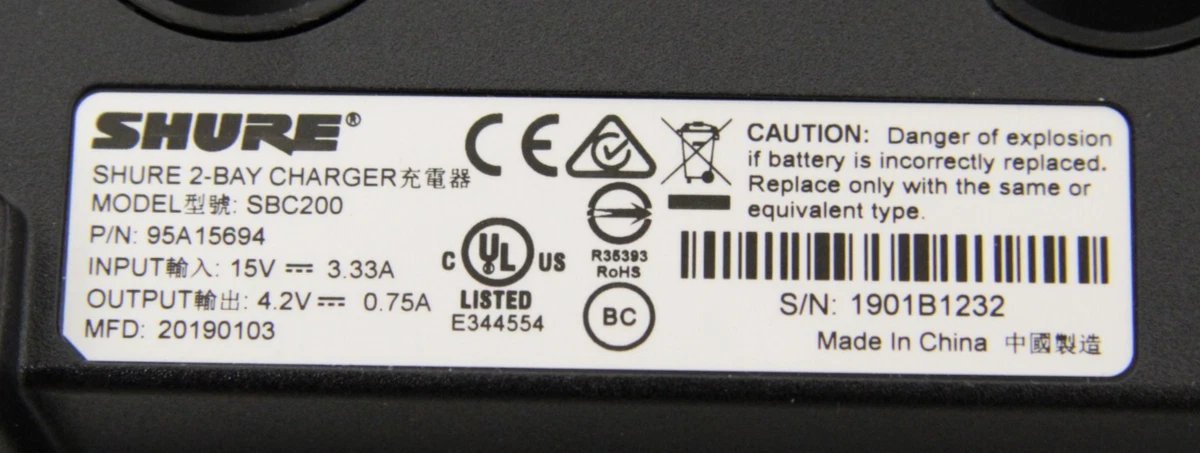 SHURE®
SHURE 2-BAY CHARGER充電器
MODEL型號: SBC200
P/N: 95A15694
INPUT輸入: 15V ⎓ 3.33A
OUTPUT輸出: 4.2V ⎓ 0.75A
MFD: 20190103
CE
C UL US
LISTED
E344554
R35393
RoHS
BC
CAUTION: Danger of explosion
if battery is incorrectly replaced.
Replace only with the same or
equivalent type.
S/N: 1901B1232
Made In China 中國製造